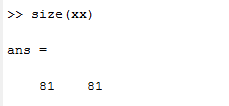 >> size(xx)
ans =
81 81